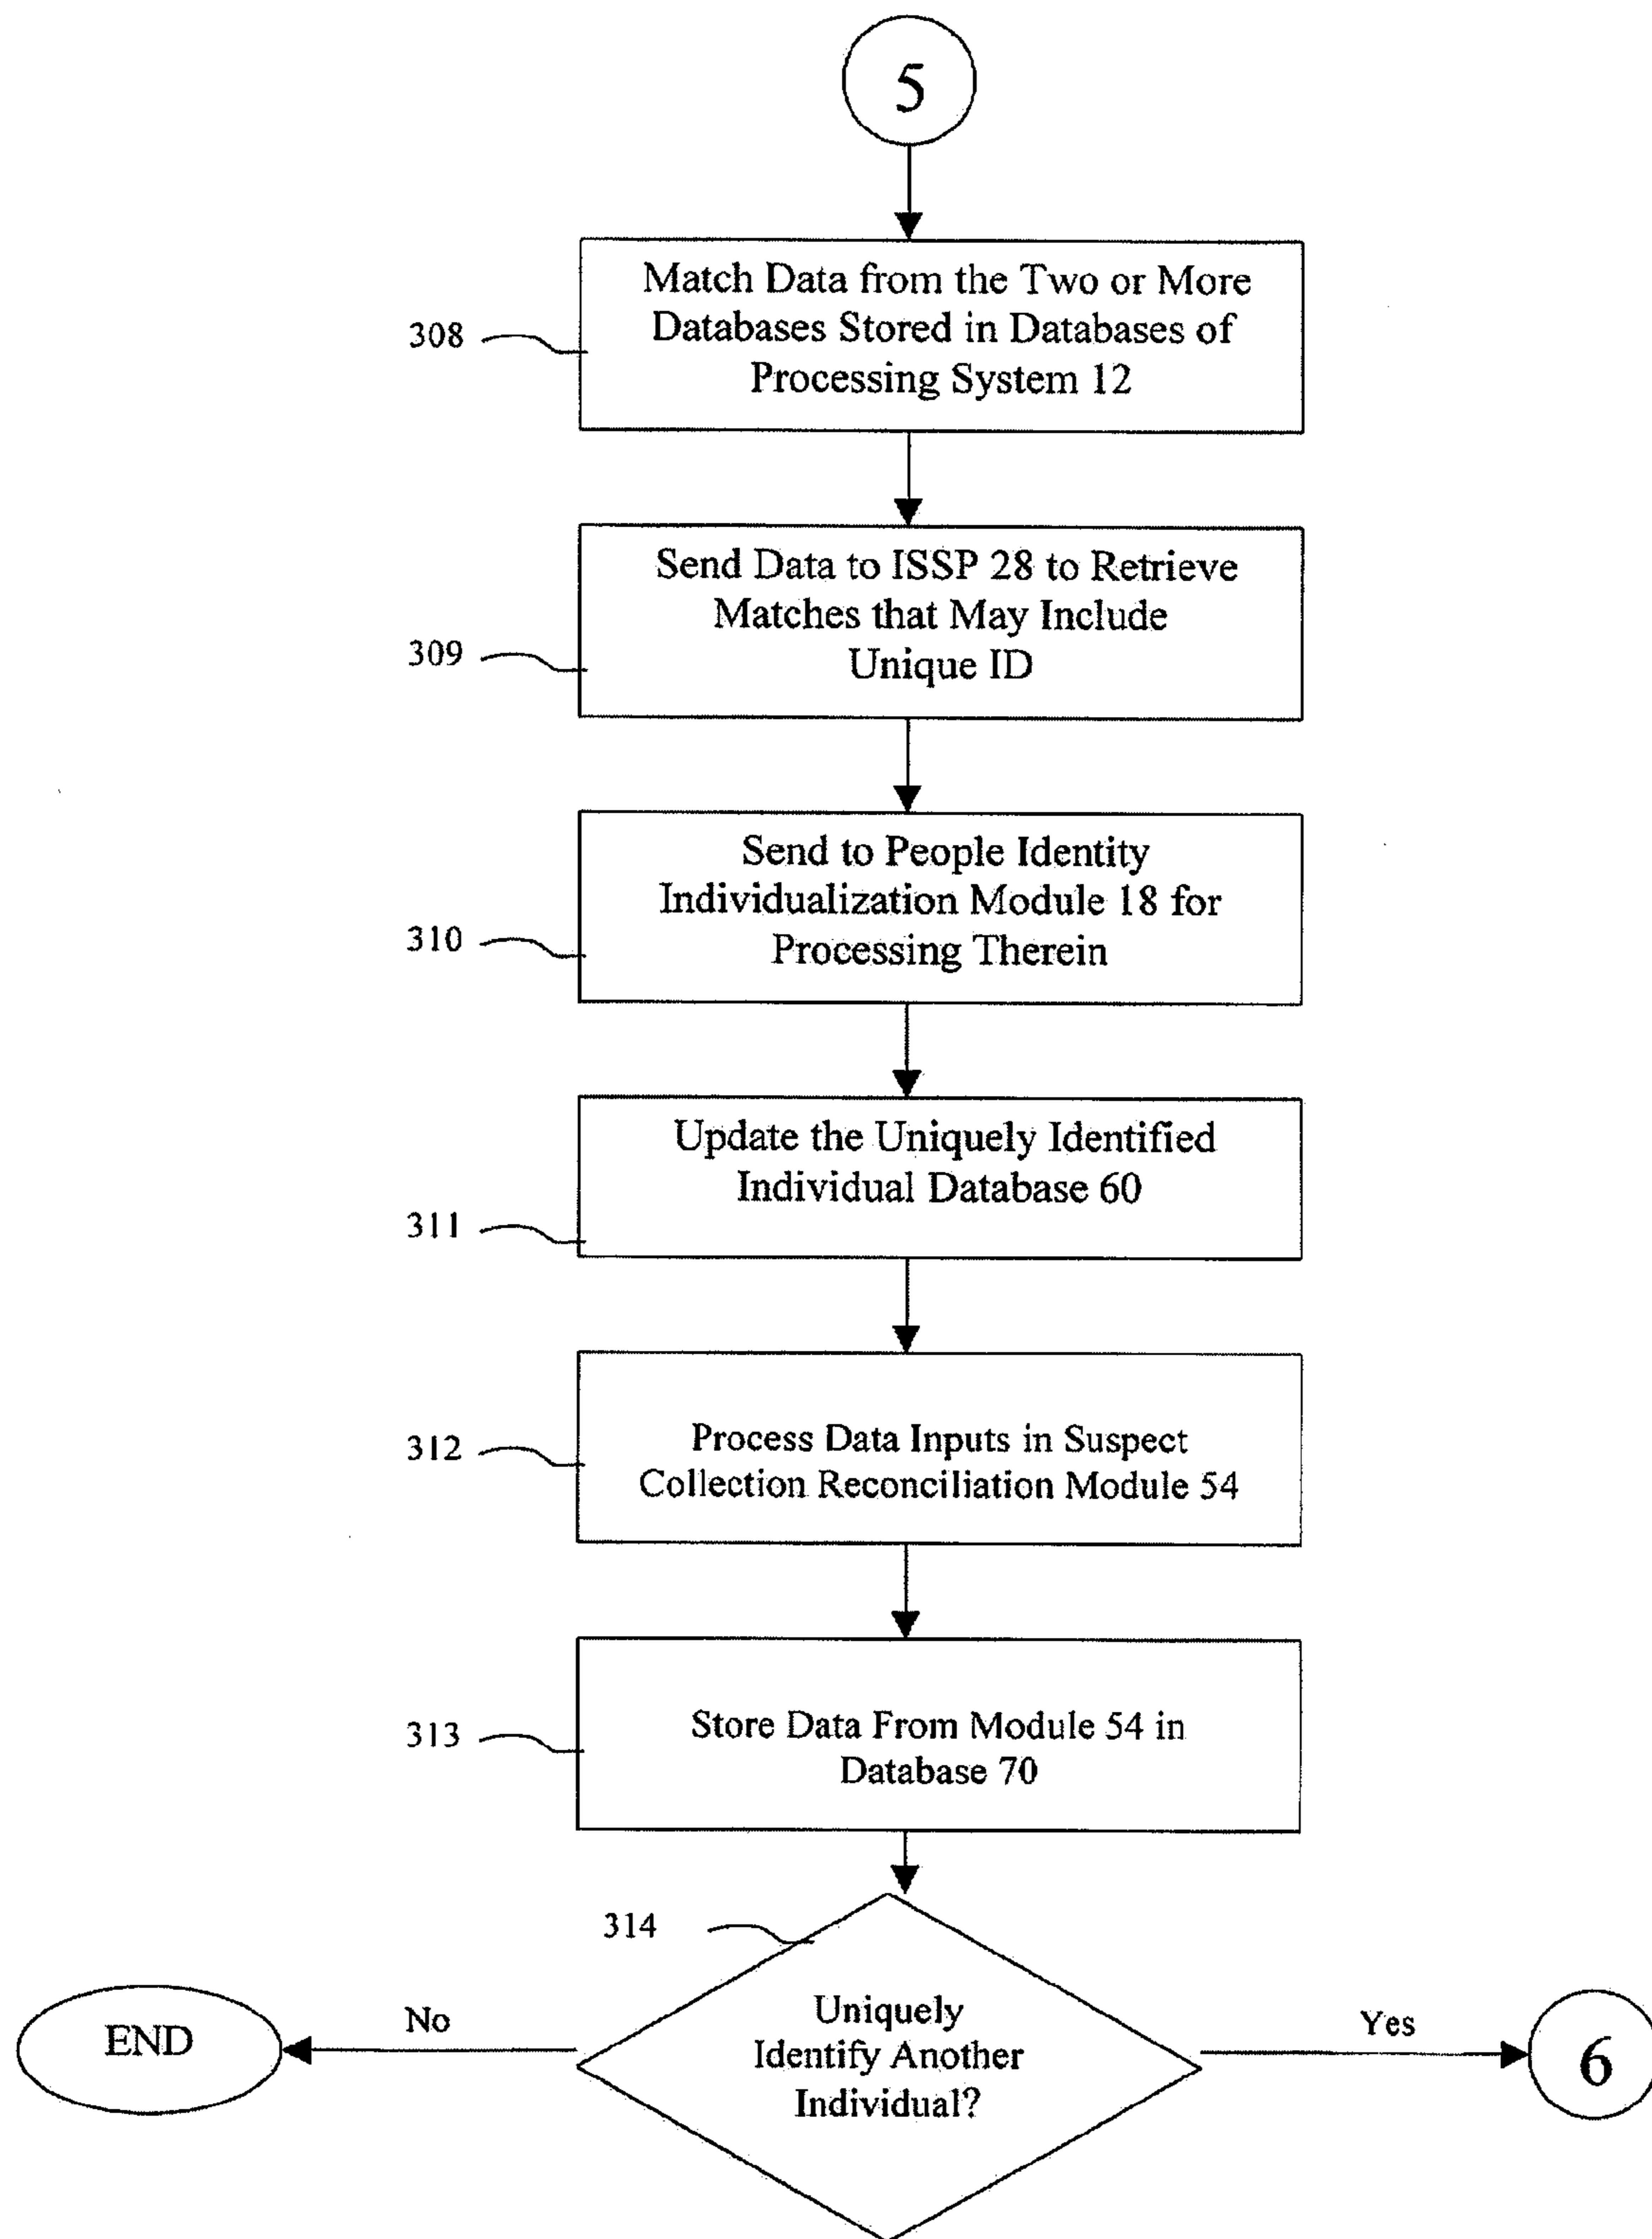 5
308
Match Data from the Two or More
Databases Stored in Databases of
Processing System 12
309
Send Data to ISSP 28 to Retrieve
Matches that May Include
Unique ID
310
Send to People Identity
Individualization Module 18 for
Processing Therein
311
Update the Uniquely Identified
Individual Database 60
312
Process Data Inputs in Suspect
Collection Reconciliation Module 54
313
Store Data From Module 54 in
Database 70
314
Uniquely
Identify Another
Individual?
No
END
Yes
6